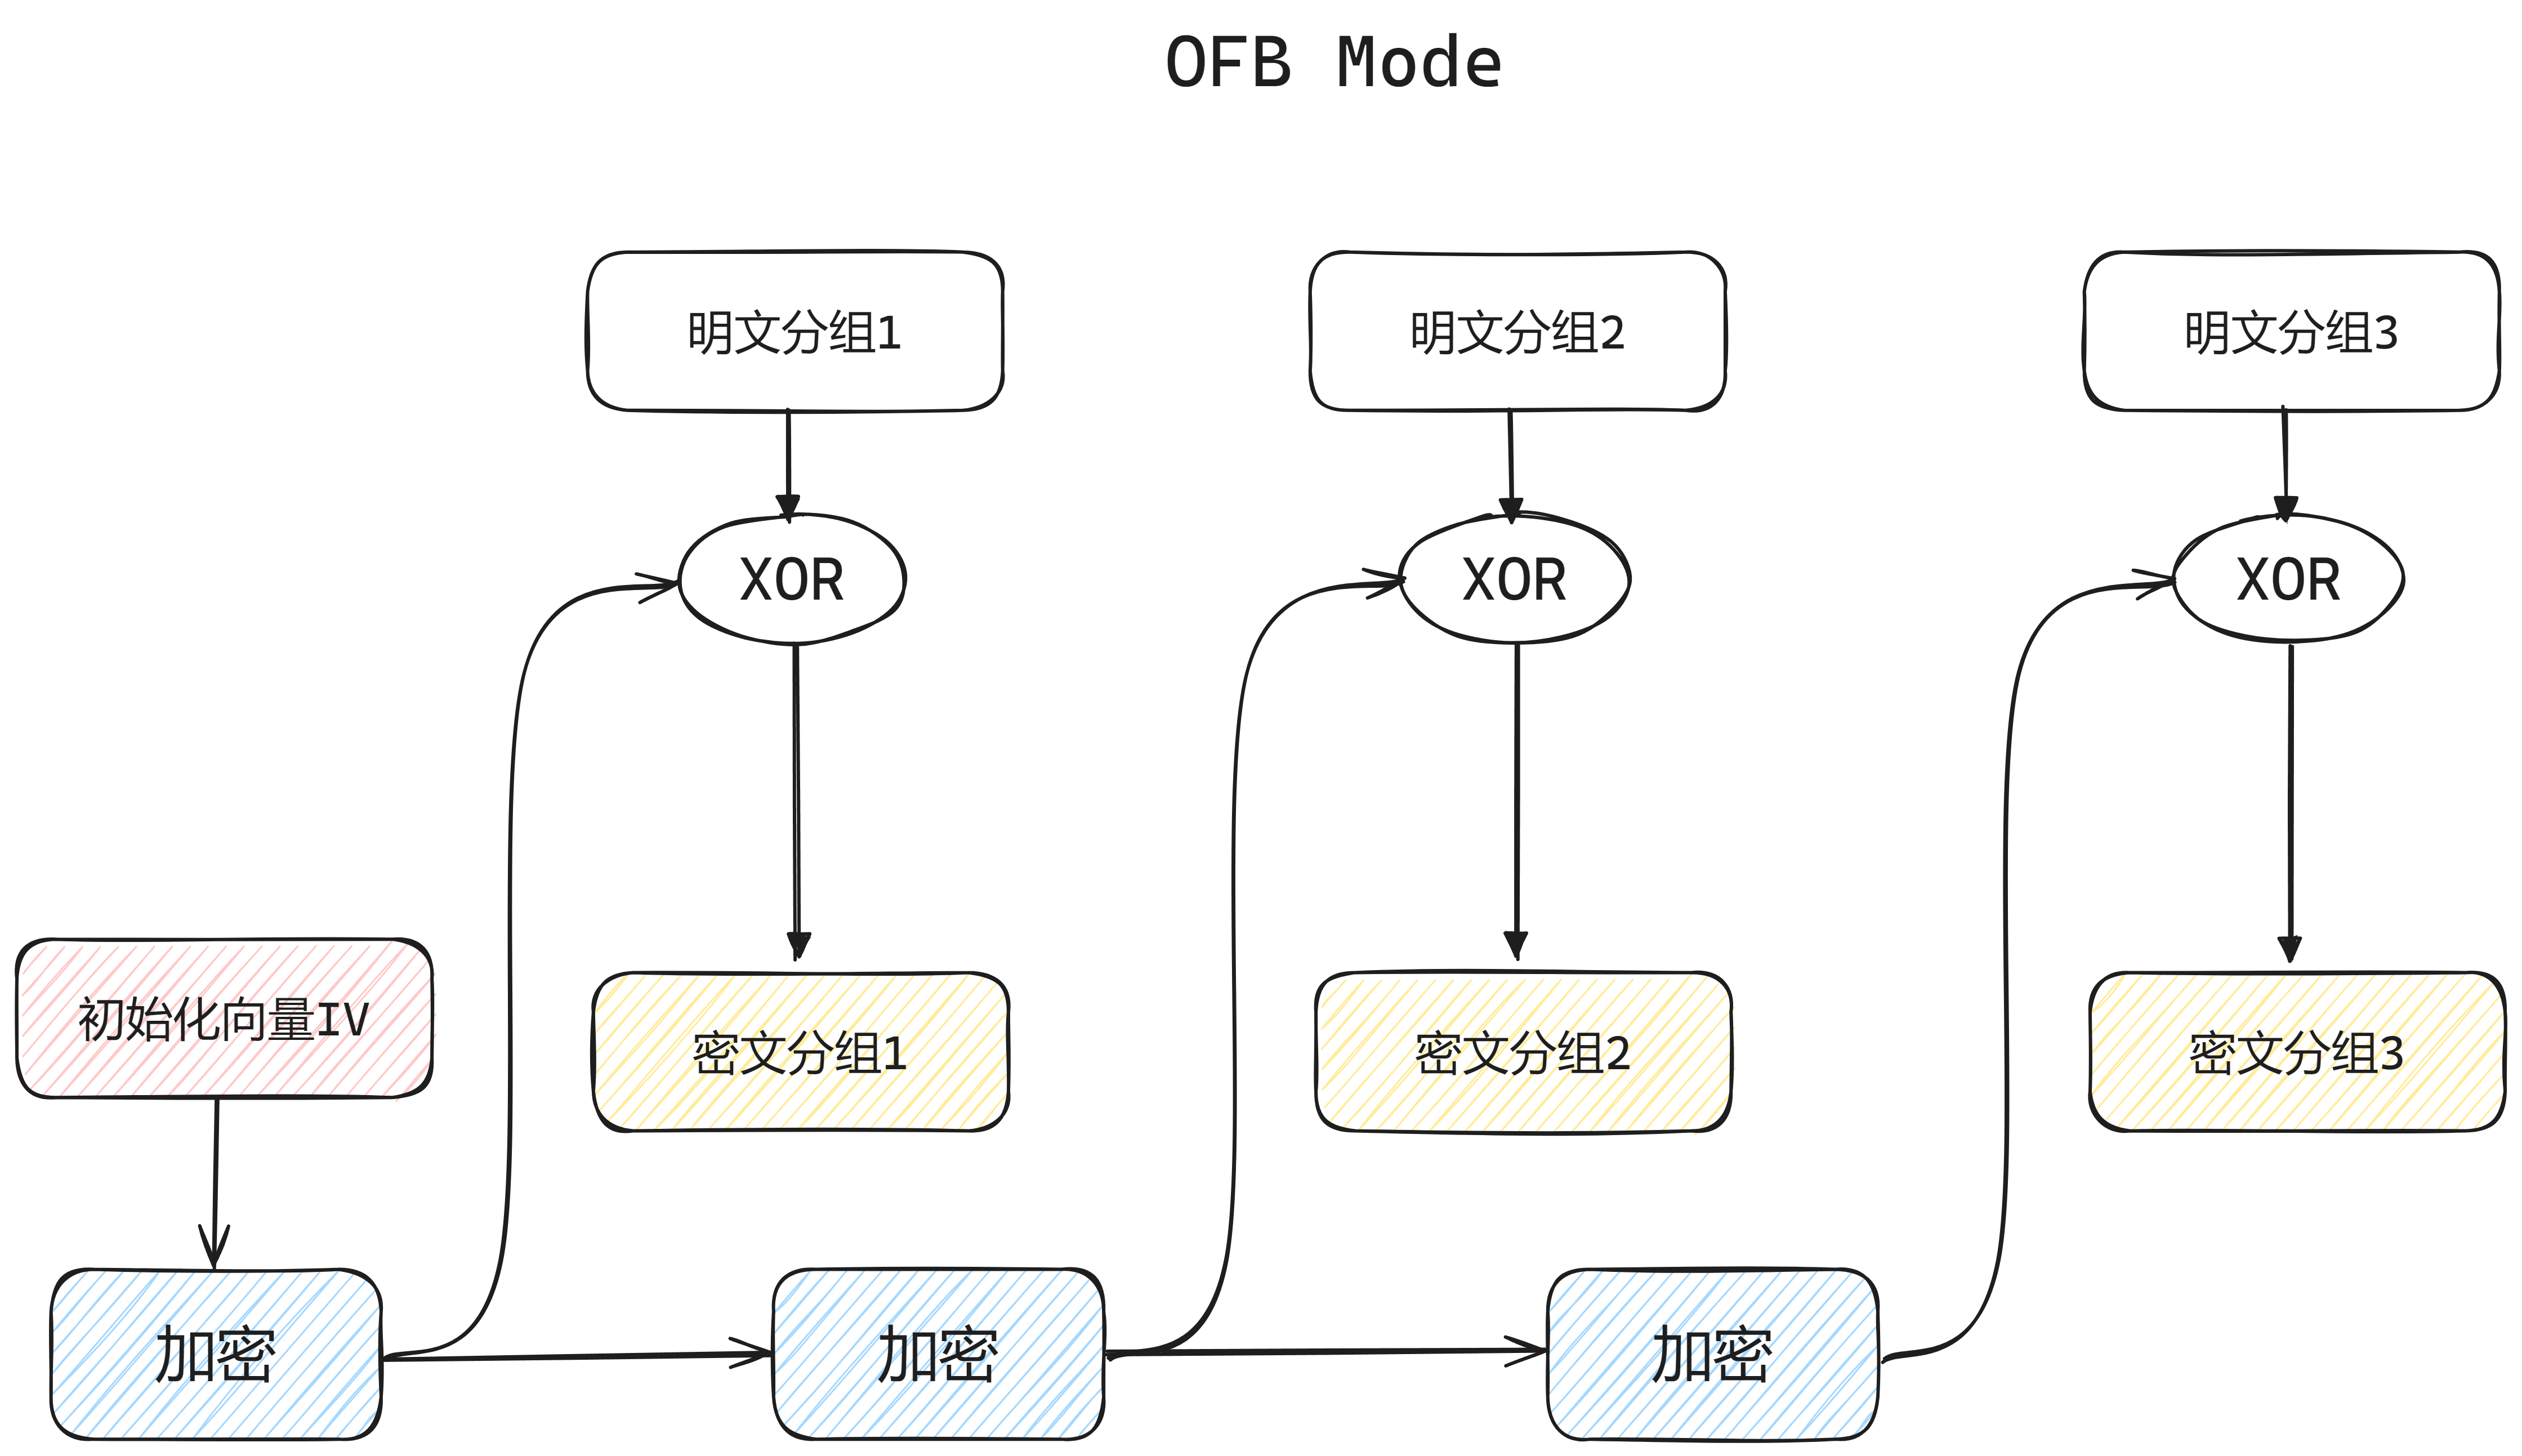 OFB Mode
明文分组1
明文分组2
明文分组3
XOR
XOR
XOR
初始化向量IV
密文分组1
密文分组2
密文分组3
加密
加密
加密